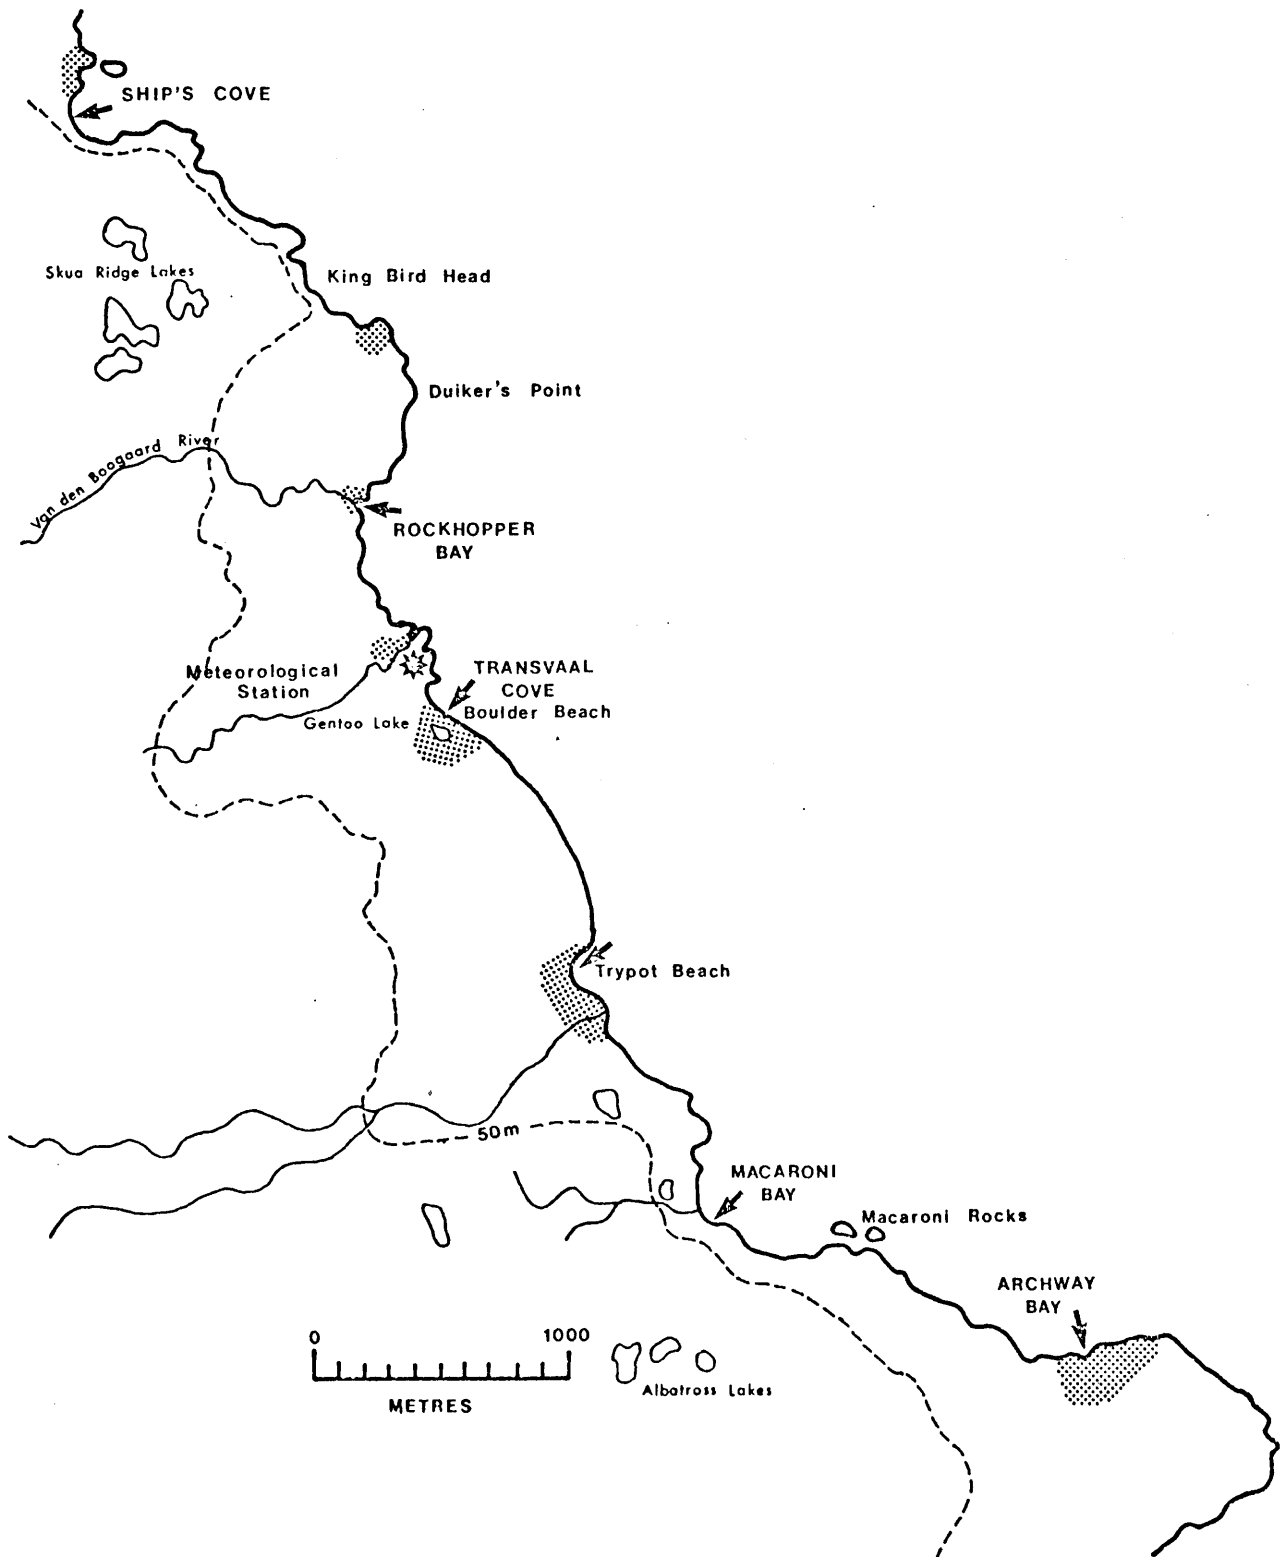 SHIP'S COVE
Skua Ridge Lakes
King Bird Head
Duiker's Point
Van den Boogaard River
ROCKHOPPER
BAY
Meteorological
Station
TRANSVAAL
COVE
Boulder Beach
Gentoo Lake
Trypot Beach
50m
MACARONI
BAY
Macaroni Rocks
ARCHWAY
BAY
0 1000
METRES
Albatross Lakes